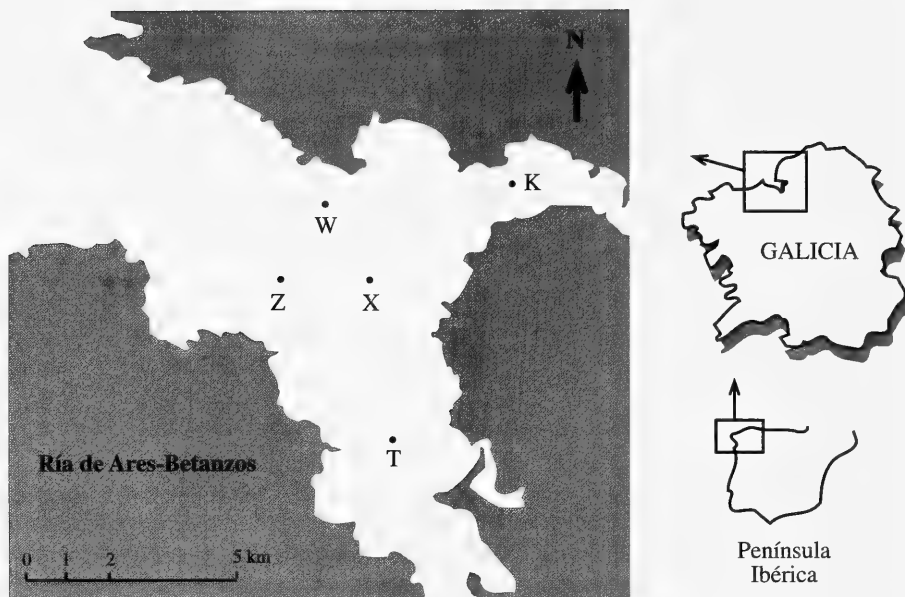 N
K
W
Z
X
T
Ría de Ares-Betanzos
0 1 2 5 km
GALICIA
Península
Ibérica